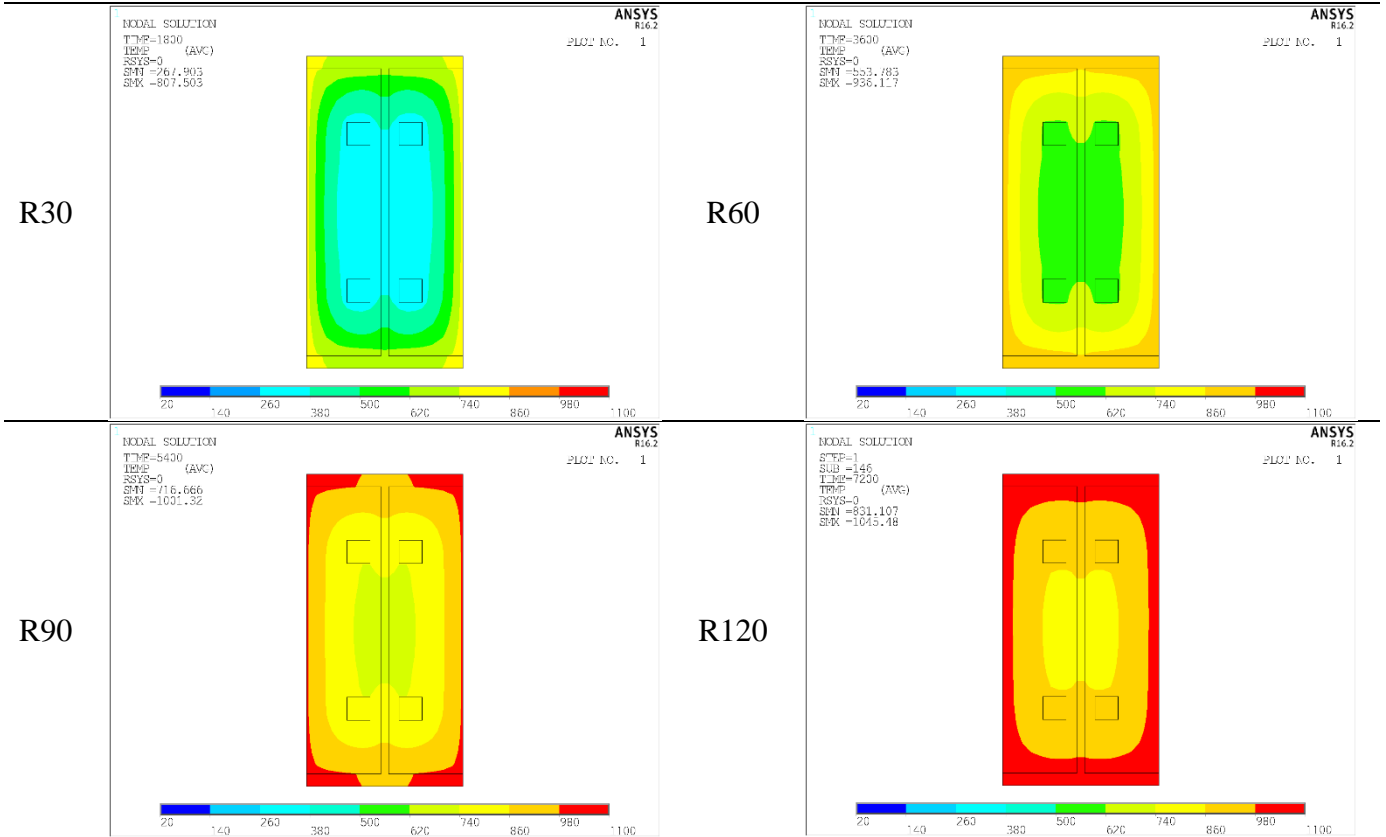 ANSYS
R16.2
NODAL SOLUTION
TIME=1800
TEMP (AVG)
RSYS=0
SMN =267.903
SMX =807.503
PLOT NO. 1
R30
20 140 260 380 500 620 740 860 980 1100
ANSYS
R16.2
NODAL SOLUTION
TIME=3600
TEMP (AVG)
RSYS=0
SMN =553.783
SMX =936.117
PLOT NO. 1
R60
20 140 260 380 500 620 740 860 980 1100
ANSYS
R16.2
NODAL SOLUTION
TIME=5400
TEMP (AVG)
RSYS=0
SMN =716.666
SMX =1001.32
PLOT NO. 1
R90
20 140 260 380 500 620 740 860 980 1100
ANSYS
R16.2
NODAL SOLUTION
STEP=1
SUB =146
TIME=7200
TEMP (AVG)
RSYS=0
SMN =831.107
SMX =1045.48
PLOT NO. 1
R120
20 140 260 380 500 620 740 860 980 1100